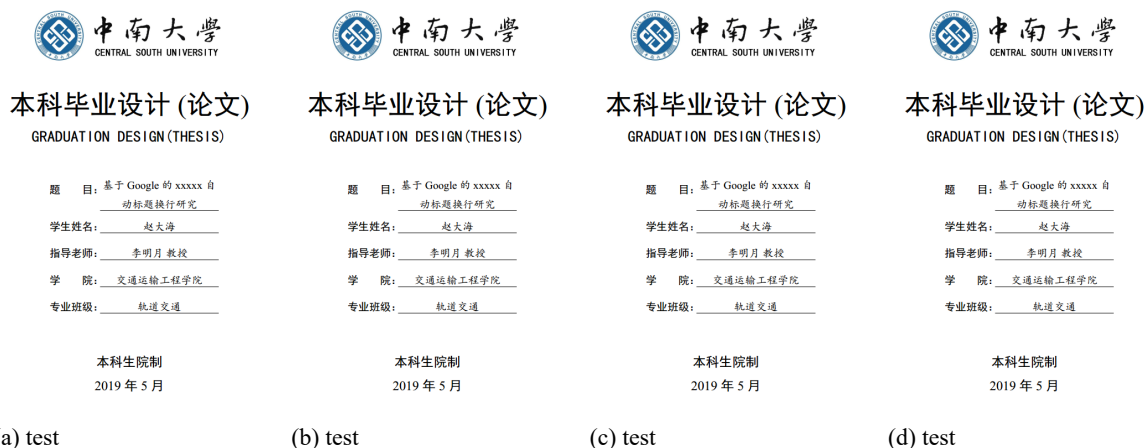 中南大學
CENTRAL SOUTH UNIVERSITY
本科毕业设计 (论文)
GRADUATION DESIGN(THESIS)
题 目: 基于 Google 的 xxxxx 自
动标题换行研究
学生姓名: 赵大海
指导老师: 李明月 教授
学 院: 交通运输工程学院
专业班级: 轨道交通
本科生院制
2019 年 5 月
a) test
中南大學
CENTRAL SOUTH UNIVERSITY
本科毕业设计 (论文)
GRADUATION DESIGN(THESIS)
题 目: 基于 Google 的 xxxxx 自
动标题换行研究
学生姓名: 赵大海
指导老师: 李明月 教授
学 院: 交通运输工程学院
专业班级: 轨道交通
本科生院制
2019 年 5 月
(b) test
中南大學
CENTRAL SOUTH UNIVERSITY
本科毕业设计 (论文)
GRADUATION DESIGN(THESIS)
题 目: 基于 Google 的 xxxxx 自
动标题换行研究
学生姓名: 赵大海
指导老师: 李明月 教授
学 院: 交通运输工程学院
专业班级: 轨道交通
本科生院制
2019 年 5 月
(c) test
中南大學
CENTRAL SOUTH UNIVERSITY
本科毕业设计 (论文)
GRADUATION DESIGN(THESIS)
题 目: 基于 Google 的 xxxxx 自
动标题换行研究
学生姓名: 赵大海
指导老师: 李明月 教授
学 院: 交通运输工程学院
专业班级: 轨道交通
本科生院制
2019 年 5 月
(d) test